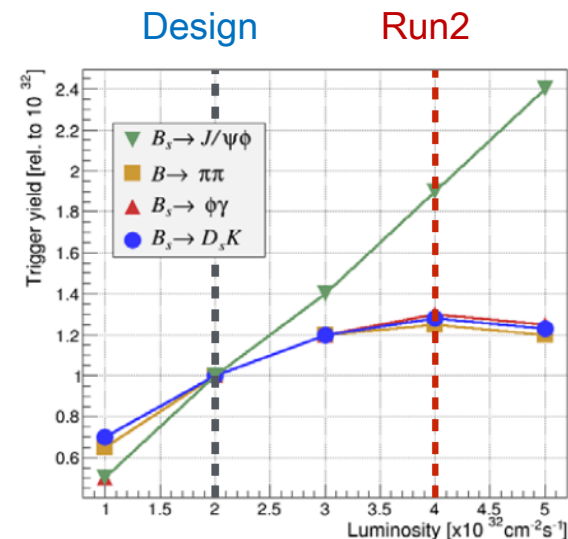 Design Run2
Trigger yield [rel. to 10 ³²]
2.4
2.2
2
1.8
1.6
1.4
1.2
1
0.8
0.6
Bₛ→ J/ψϕ
B→ ππ
Bₛ→ ϕγ
Bₛ→ DₛK
1 1.5 2 2.5 3 3.5 4 4.5 5
Luminosity [x10 ³²cm⁻²s⁻¹]